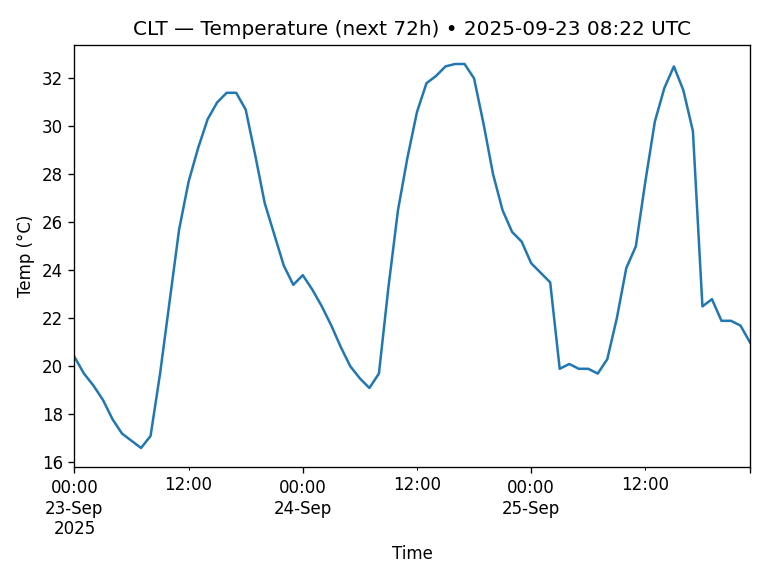 CLT — Temperature (next 72h) • 2025-09-23 08:22 UTC
Temp (°C)
32
30
28
26
24
22
20
18
16
00:00 12:00 00:00 12:00 00:00 12:00
23-Sep 24-Sep 25-Sep
2025
Time